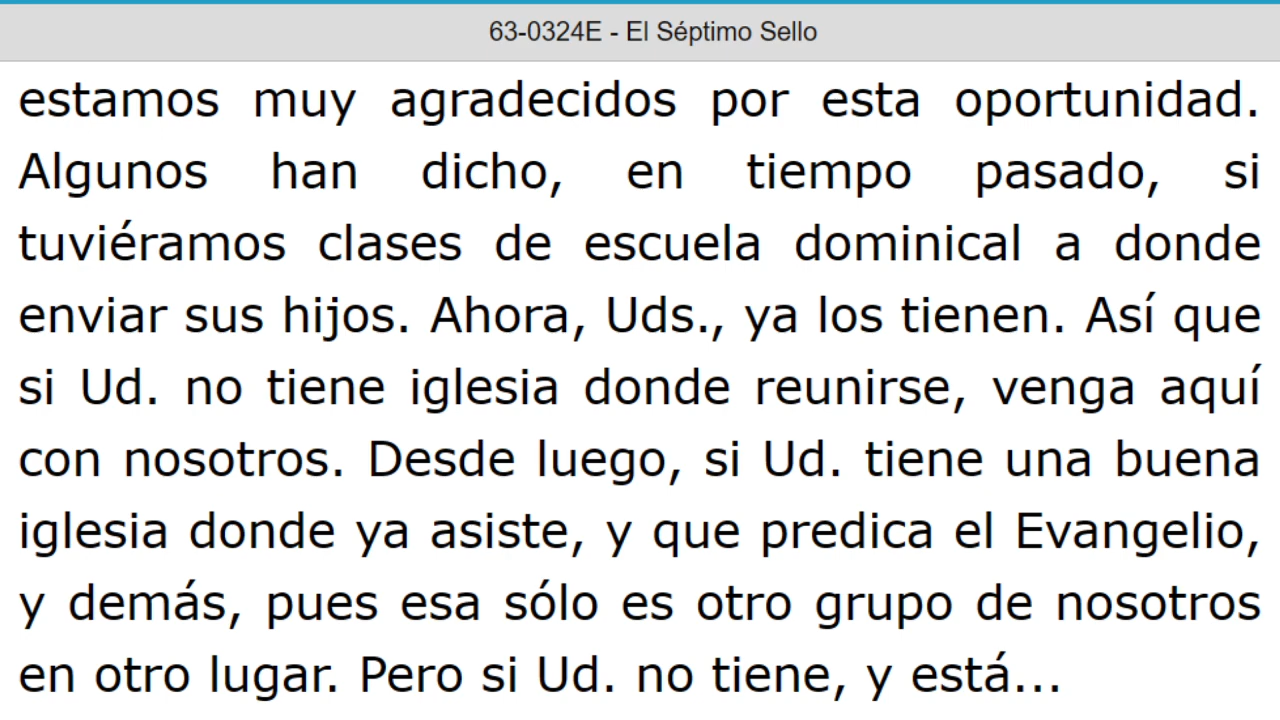 63-0324E - El Séptimo Sello
estamos muy agradecidos por esta oportunidad.
Algunos han dicho, en tiempo pasado, si
tuviéramos clases de escuela dominical a donde
enviar sus hijos. Ahora, Uds., ya los tienen. Así que
si Ud. no tiene iglesia donde reunirse, venga aquí
con nosotros. Desde luego, si Ud. tiene una buena
iglesia donde ya asiste, y que predica el Evangelio,
y demás, pues esa sólo es otro grupo de nosotros
en otro lugar. Pero si Ud. no tiene, y está...